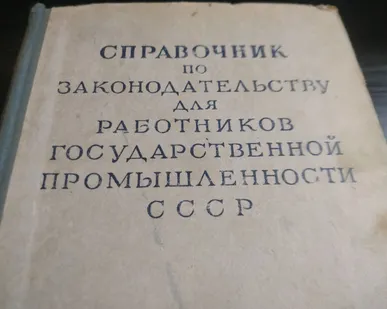 СПРАВОЧНИК
ПО
ЗАКОНОДАТЕЛЬСТВУ
ДЛЯ
РАБОТНИКОВ
ГОСУДАРСТВЕННОЙ
ПРОМЫШЛЕННОСТИ
СССР